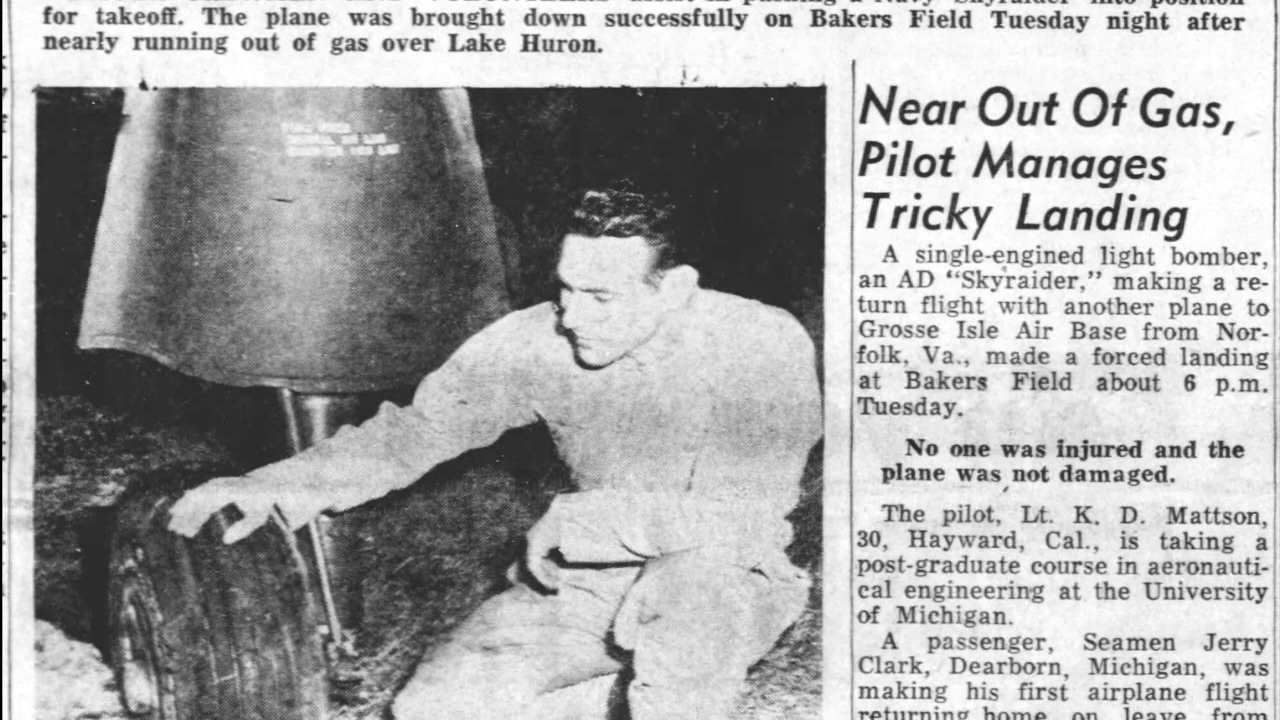 for takeoff. The plane was brought down successfully on Bakers Field Tuesday night after
nearly running out of gas over Lake Huron.
Near Out Of Gas,
Pilot Manages
Tricky Landing
A single-engined light bomber,
an AD “Skyraider,” making a re-
turn flight with another plane to
Grosse Isle Air Base from Nor-
folk, Va., made a forced landing
at Bakers Field about 6 p.m.
Tuesday.
No one was injured and the
plane was not damaged.
The pilot, Lt. K. D. Mattson,
30, Hayward, Cal., is taking a
post-graduate course in aeronauti-
cal engineering at the University
of Michigan.
A passenger, Seamen Jerry
Clark, Dearborn, Michigan, was
making his first airplane flight
returning home on leave from